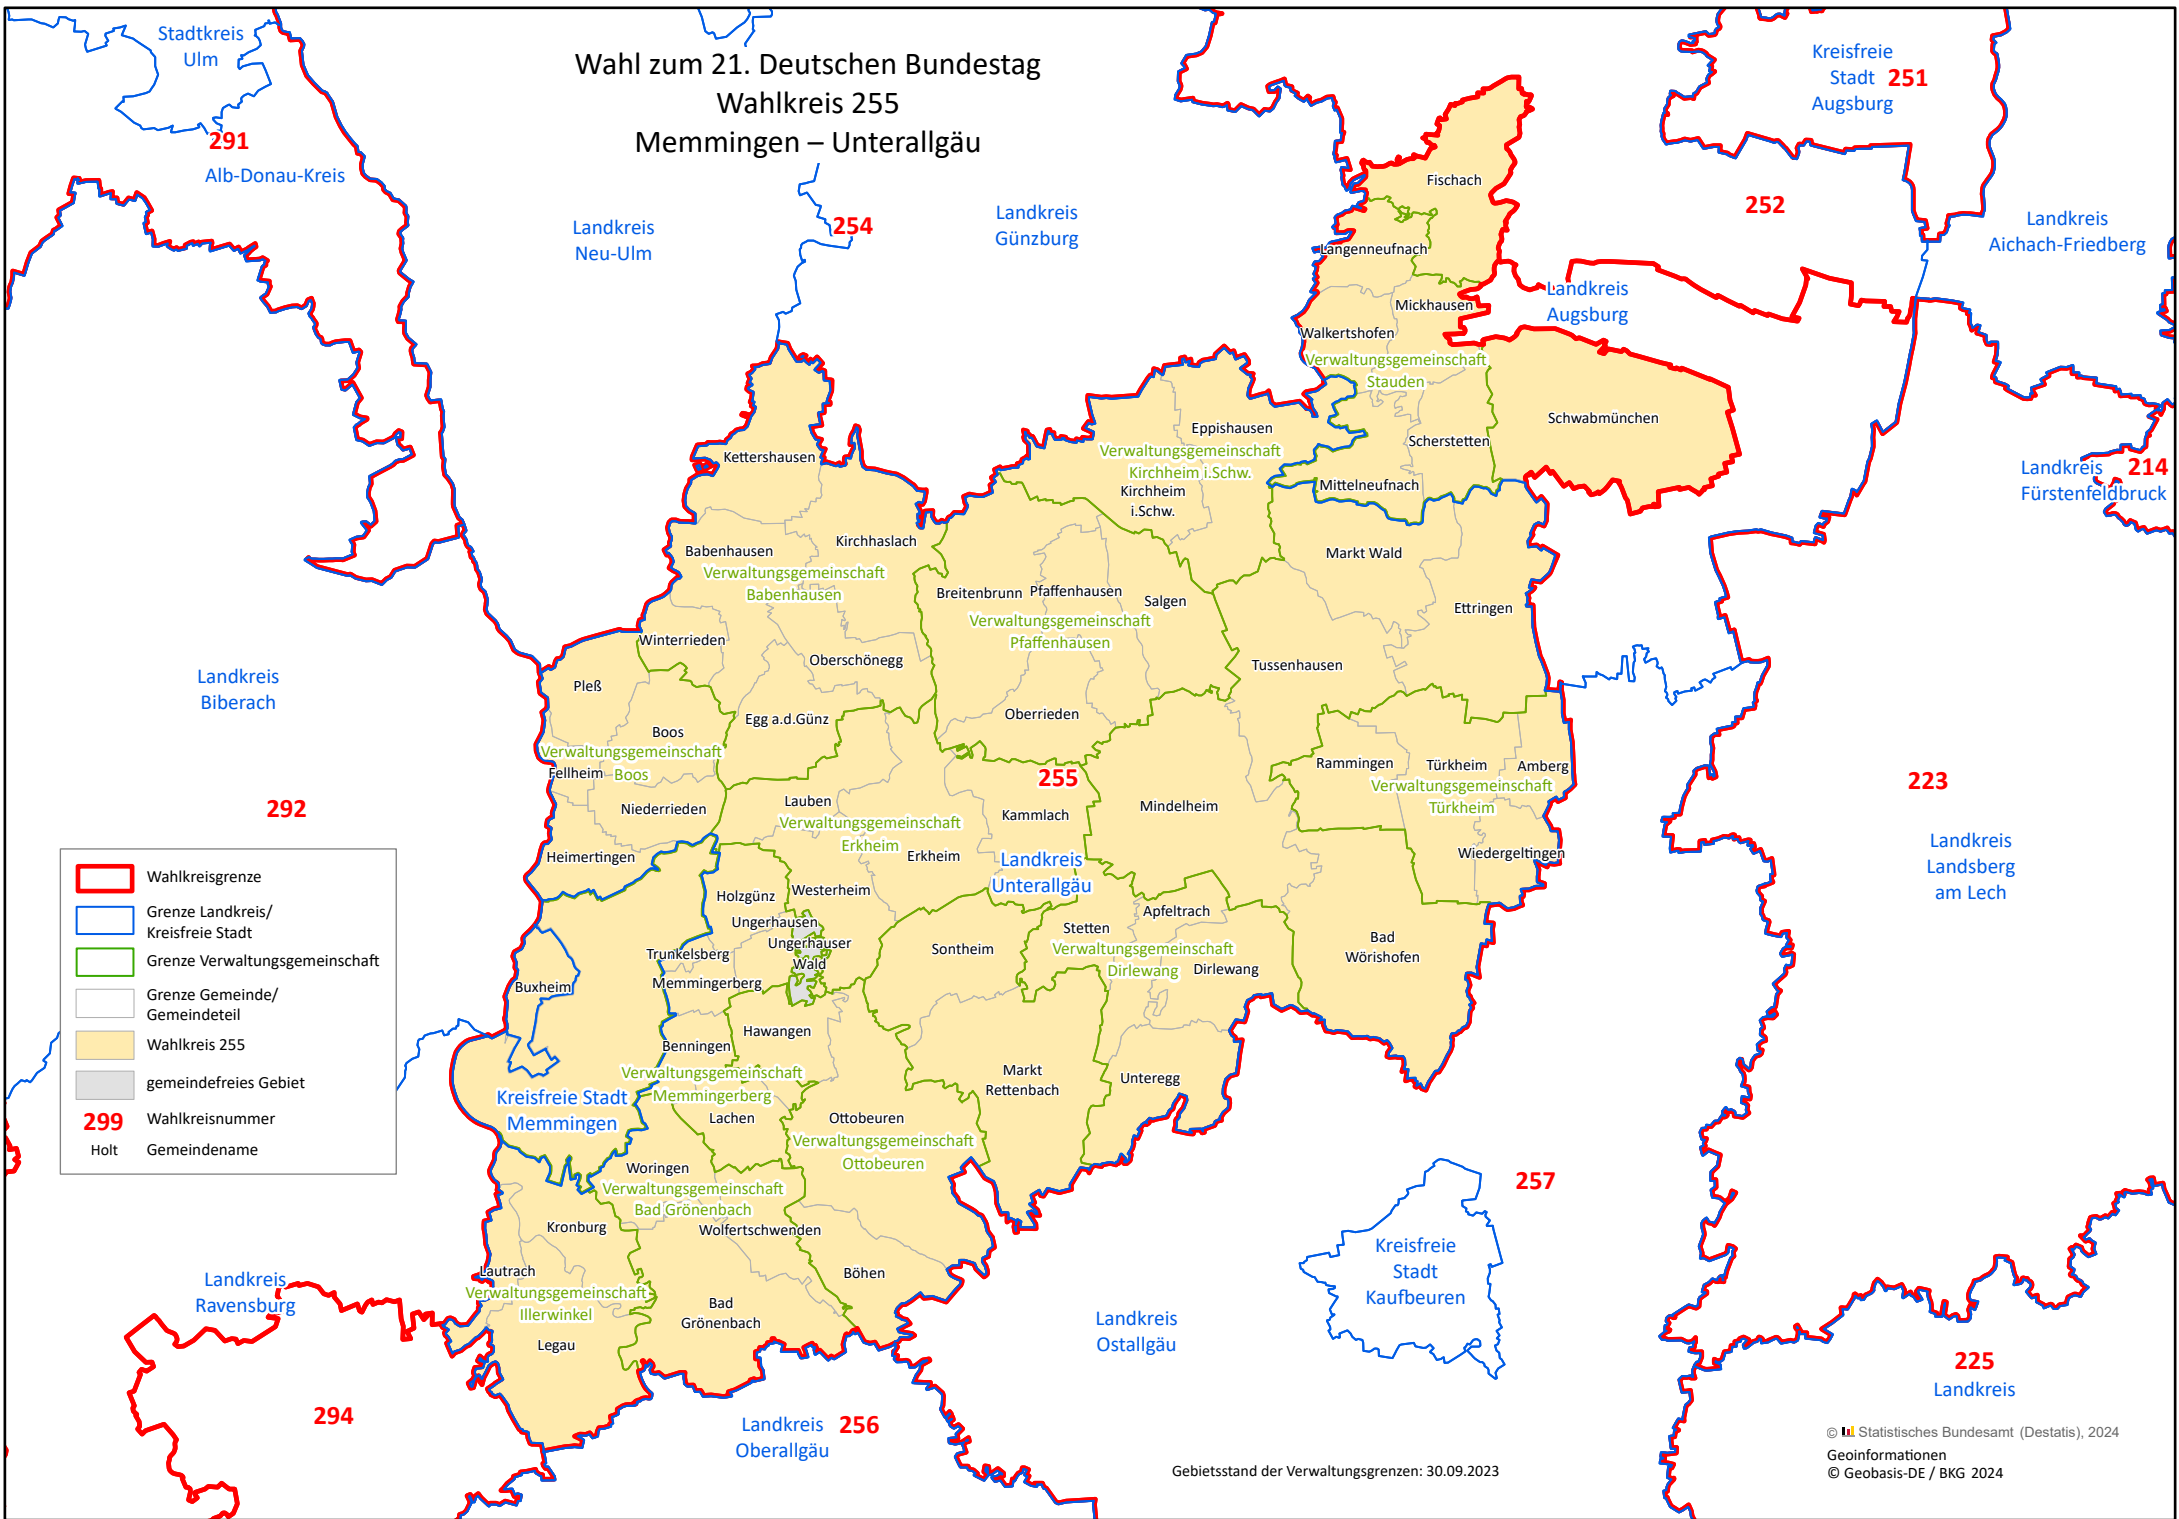 Wahl zum 21. Deutschen Bundestag
Wahlkreis 255
Memmingen – Unterallgäu
Stadtkreis
Ulm
291
Alb-Donau-Kreis
Landkreis
Neu-Ulm
254
Landkreis
Günzburg
Kreisfreie
Stadt 251
Augsburg
252
Landkreis
Aichach-Friedberg
Landkreis
Augsburg
Landkreis 214
Fürstenfeldbruck
Fischach
Langenneufnach
Mickhausen
Walkertshofen
Verwaltungsgemeinschaft
Stauden
Schwabmünchen
Scherstetten
Mittelneufnach
Eppishausen
Verwaltungsgemeinschaft
Kirchheim i.Schw.
Kirchheim
i.Schw.
Kettershausen
Babenhausen
Kirchhaslach
Verwaltungsgemeinschaft
Babenhausen
Winterrieden
Oberschönegg
Egg a.d.Günz
Breitenbrunn
Pfaffenhausen
Salgen
Verwaltungsgemeinschaft
Pfaffenhausen
Oberrieden
Markt Wald
Ettringen
Tussenhausen
Landkreis
Biberach
292
Pleß
Boos
Verwaltungsgemeinschaft
Boos
Fellheim
Niederrieden
Heimertingen
Lauben
Verwaltungsgemeinschaft
Erkheim
Erkheim
255
Kammlach
Landkreis
Unterallgäu
Mindelheim
Rammingen
Türkheim
Amberg
Verwaltungsgemeinschaft
Türkheim
Wiedergeltingen
223
Landkreis
Landsberg
am Lech
Holzgünz
Westerheim
Ungerhausen
Ungerhauser
Wald
Trunkelsberg
Memmingerberg
Buxheim
Hawangen
Benningen
Verwaltungsgemeinschaft
Memmingerberg
Lachen
Kreisfreie Stadt
Memmingen
Sontheim
Stetten
Apfeltrach
Verwaltungsgemeinschaft
Dirlewang
Dirlewang
Bad
Wörishofen
Markt
Rettenbach
Unteregg
Ottobeuren
Verwaltungsgemeinschaft
Ottobeuren
Woringen
Verwaltungsgemeinschaft
Bad Grönenbach
Wolfertschwenden
Kronburg
Lautrach
Verwaltungsgemeinschaft
Illerwinkel
Legau
Bad
Grönenbach
Böhen
257
Kreisfreie
Stadt
Kaufbeuren
Landkreis
Ostallgäu
Landkreis
Ravensburg
294
Landkreis
Oberallgäu
256
225
Landkreis
Wahlkreisgrenze
Grenze Landkreis/
Kreisfreie Stadt
Grenze Verwaltungsgemeinschaft
Grenze Gemeinde/
Gemeindeteil
Wahlkreis 255
gemeindefreies Gebiet
299 Wahlkreisnummer
Holt Gemeindename
Gebietsstand der Verwaltungsgrenzen: 30.09.2023
© Statistisches Bundesamt (Destatis), 2024
Geoinformationen
© Geobasis-DE / BKG 2024